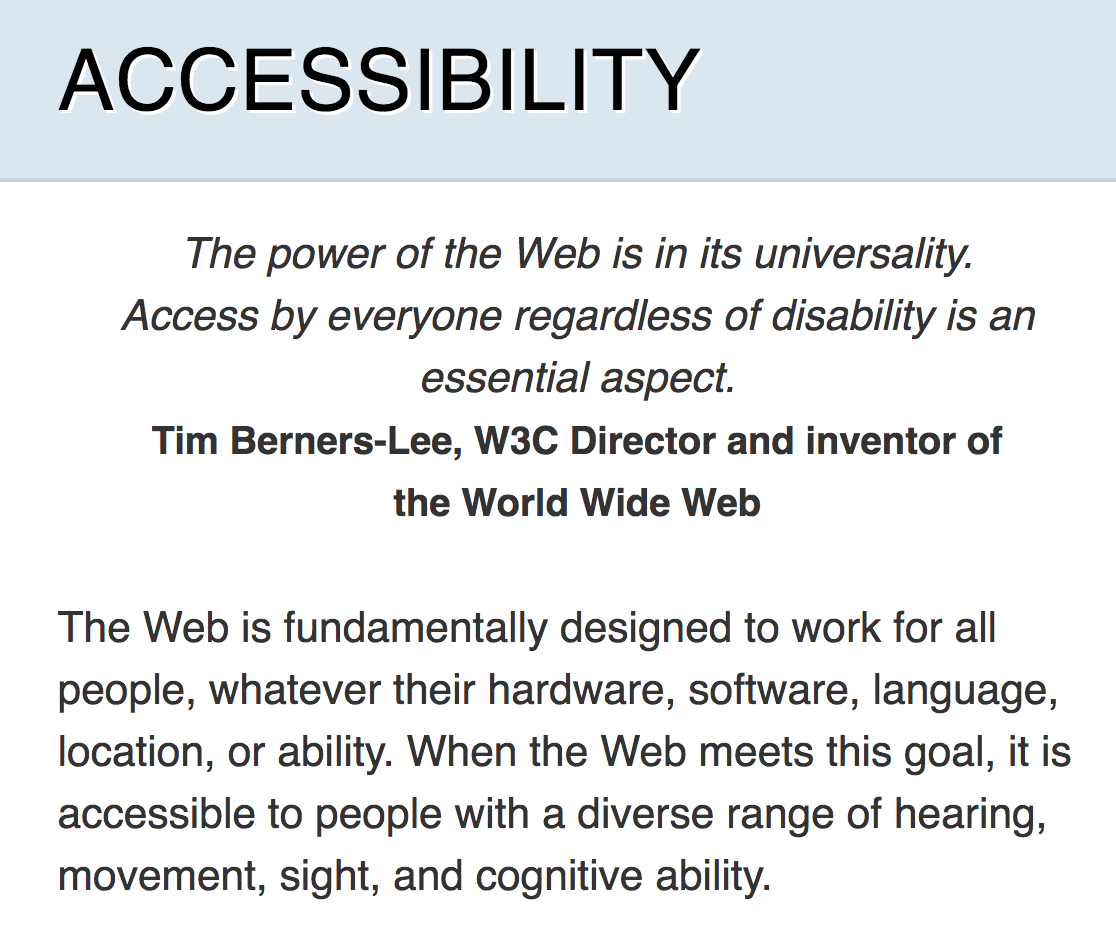 ACCESSIBILITY
The power of the Web is in its universality.
Access by everyone regardless of disability is an
essential aspect.
Tim Berners-Lee, W3C Director and inventor of
the World Wide Web
The Web is fundamentally designed to work for all
people, whatever their hardware, software, language,
location, or ability. When the Web meets this goal, it is
accessible to people with a diverse range of hearing,
movement, sight, and cognitive ability.